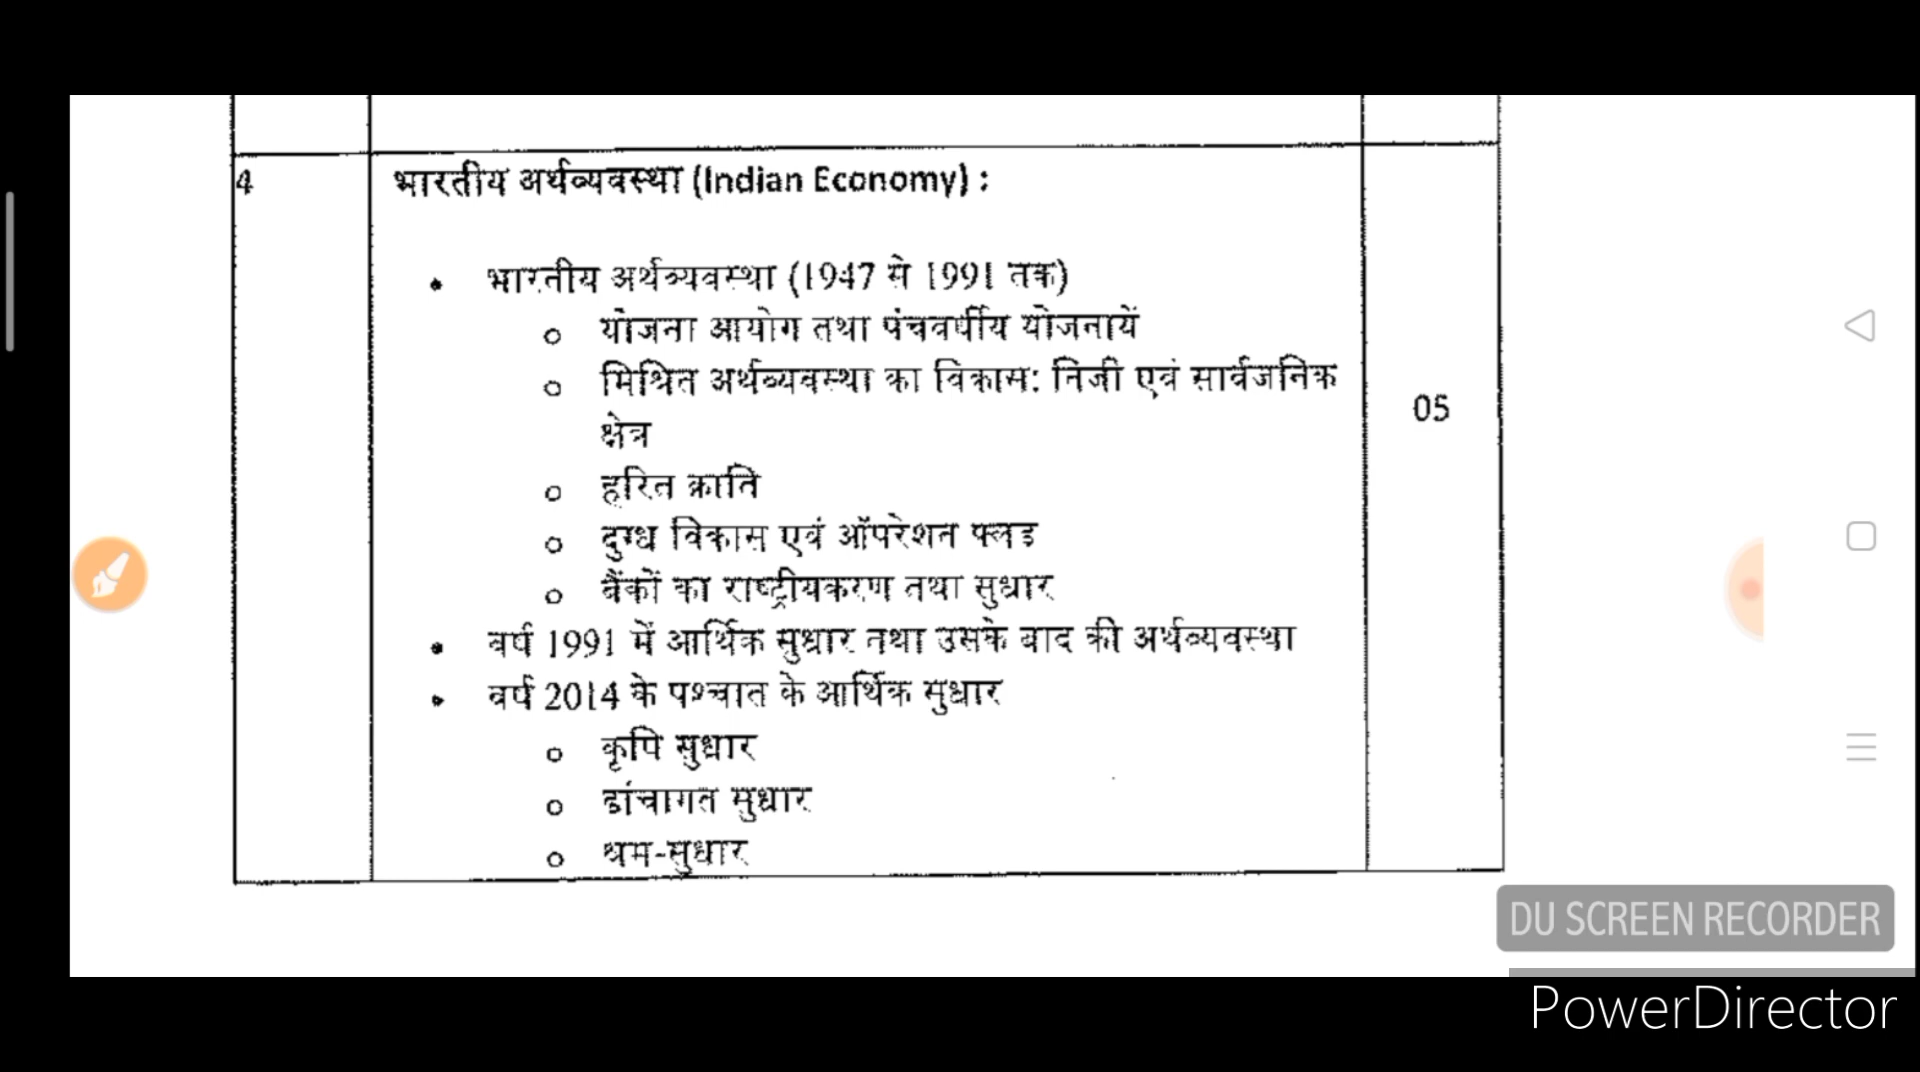 4
भारतीय अर्थव्यवस्था (Indian Economy) :
• भारतीय अर्थव्यवस्था (1947 से 1991 तक)
o योजना आयोग तथा पंचवर्षीय योजनायें
o मिश्रित अर्थव्यवस्था का विकास: निजी एवं सार्वजनिक
क्षेत्र
05
o हरित क्रांति
o दुग्ध विकास एवं ऑपरेशन फ्लड
o बैंकों का राष्ट्रीयकरण तथा सुधार
• वर्ष 1991 में आर्थिक सुधार तथा उसके बाद की अर्थव्यवस्था
• वर्ष 2014 के पश्चात के आर्थिक सुधार
o कृषि सुधार
o ढांचागत सुधार
o श्रम-सुधार
DU SCREEN RECORDER
PowerDirector